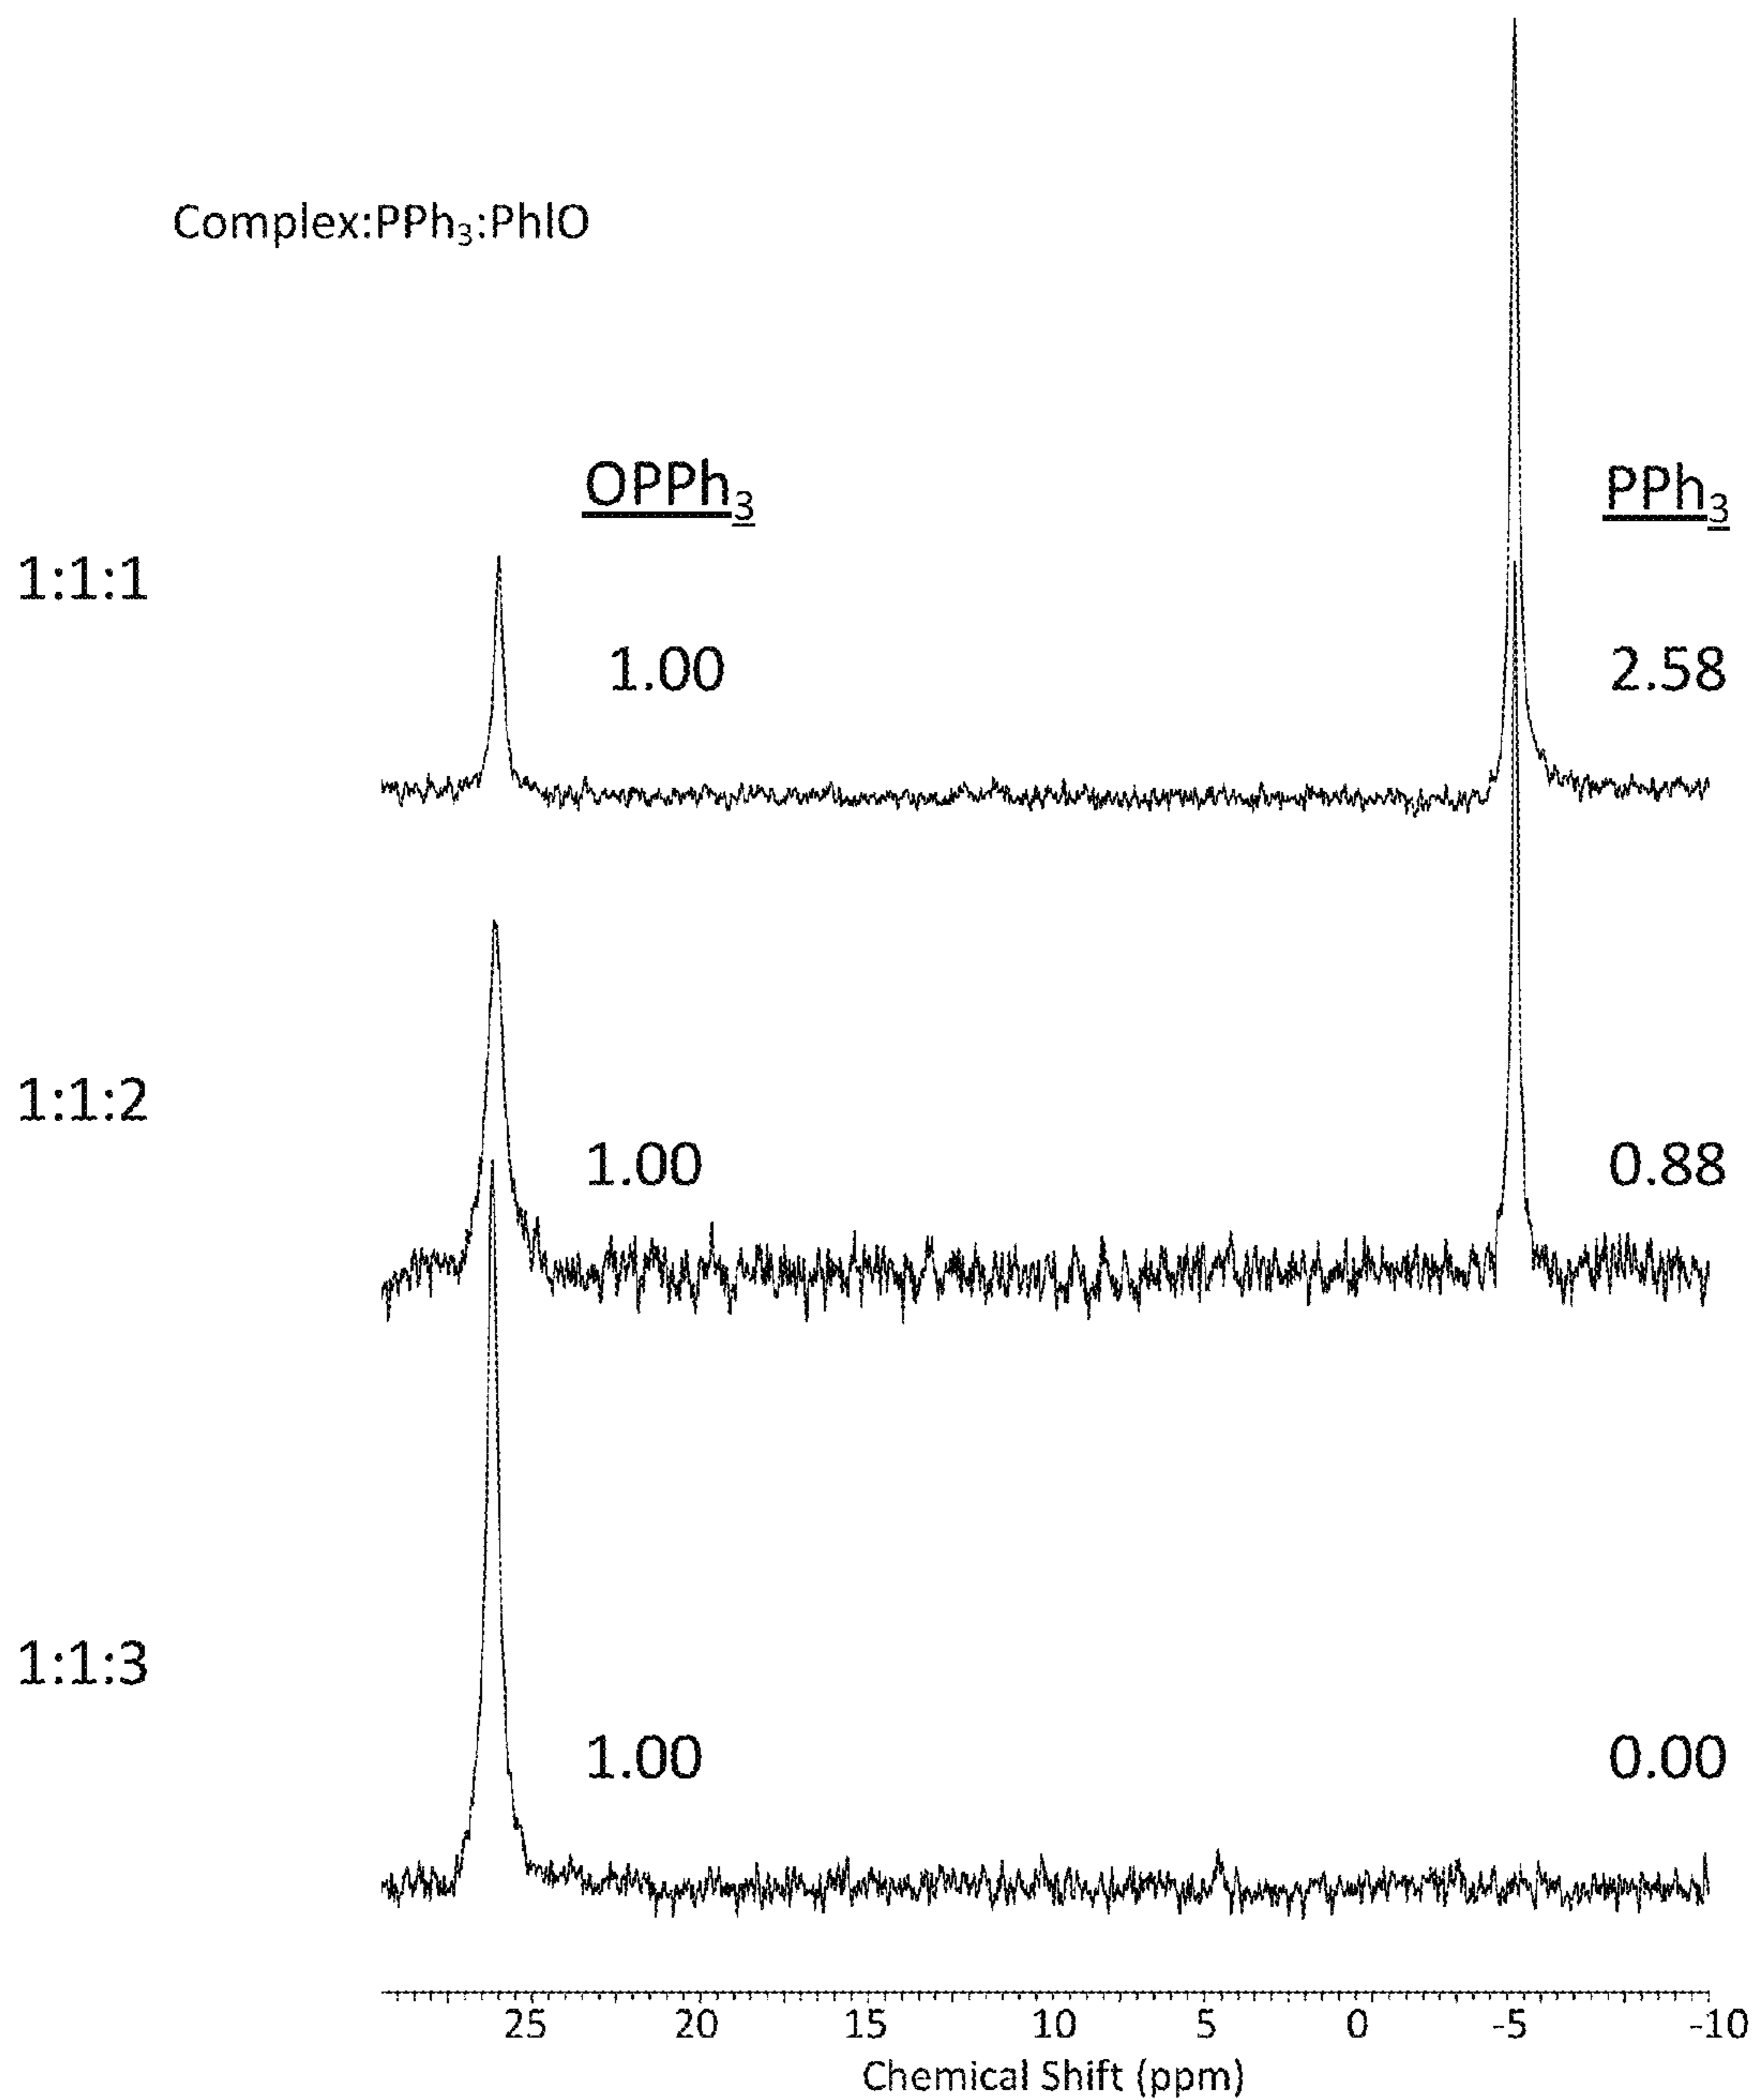 Complex:PPh₃:PhIO
OPPh₃ PPh₃
1:1:1
1.00 2.58
1:1:2
1.00 0.88
1:1:3
1.00 0.00
25 20 15 10 5 0 -5 -10
Chemical Shift (ppm)